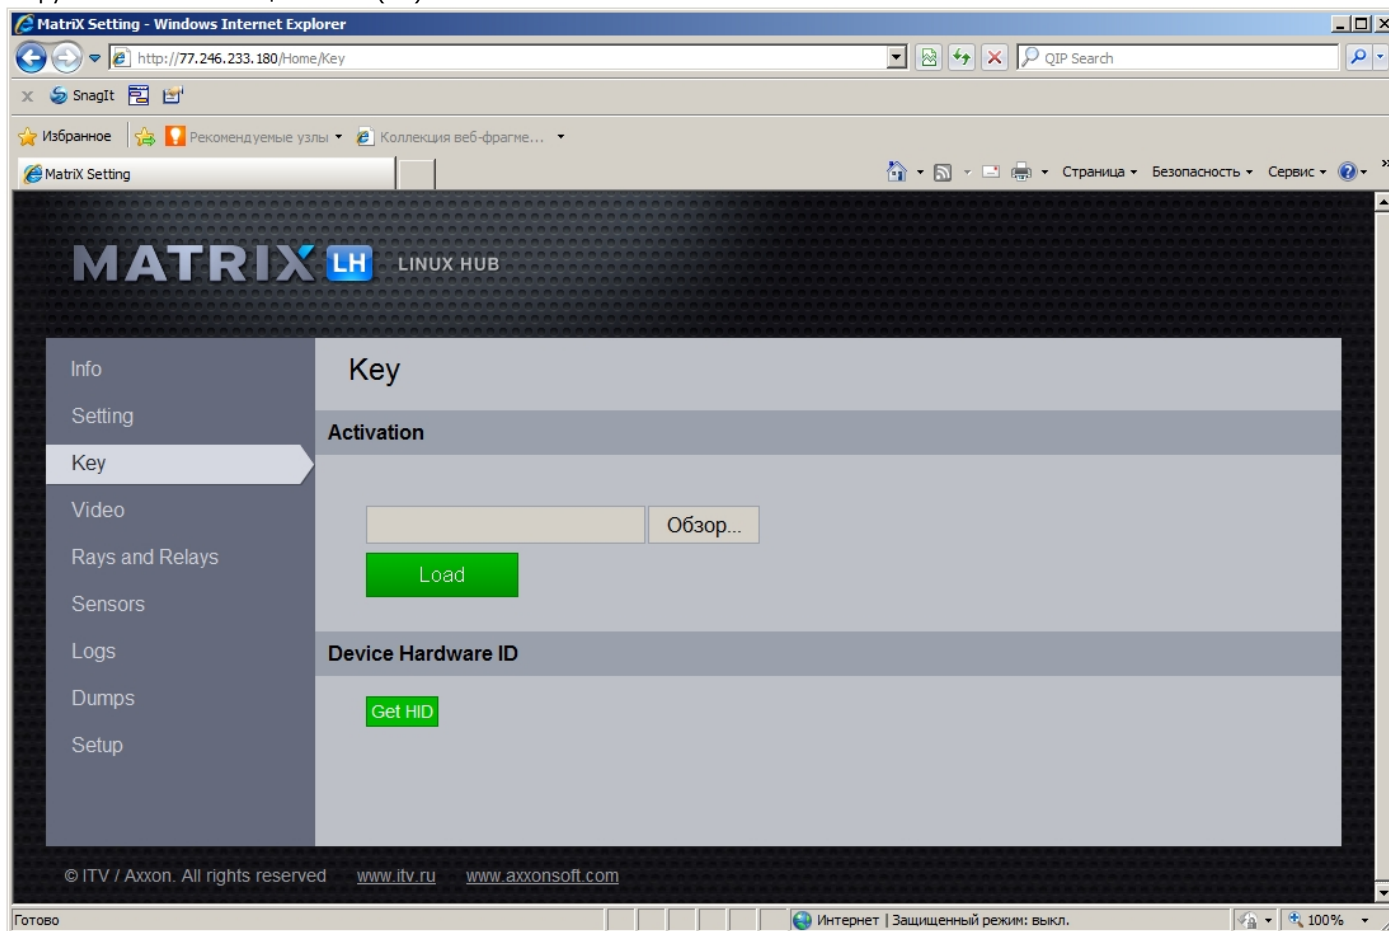 MatriX Setting - Windows Internet Explorer
http://77.246.233.180/Home/Key
QIP Search
x SnagIt
Избранное Рекомендуемые узлы Коллекция веб-фрагме...
MatriX Setting Страница Безопасность Сервис
MATRIX LH LINUX HUB
Info
Setting
Key
Video
Rays and Relays
Sensors
Logs
Dumps
Setup
Key
Activation
Обзор...
Load
Device Hardware ID
Get HID
© ITV / Axxon. All rights reserved www.itv.ru www.axxonsoft.com
Готово Интернет | Защищенный режим: выкл. 100%